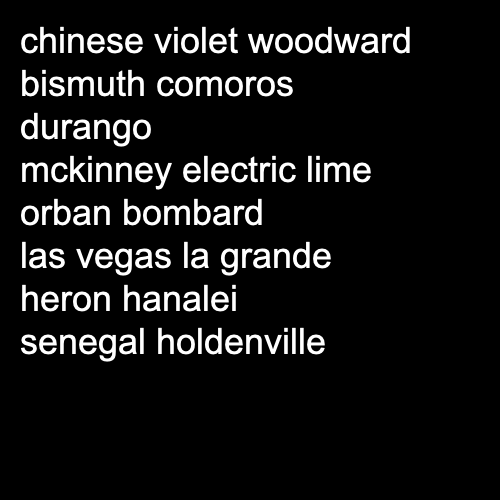 chinese violet woodward
bismuth comoros
durango
mckinney electric lime
orban bombard
las vegas la grande
heron hanalei
senegal holdenville